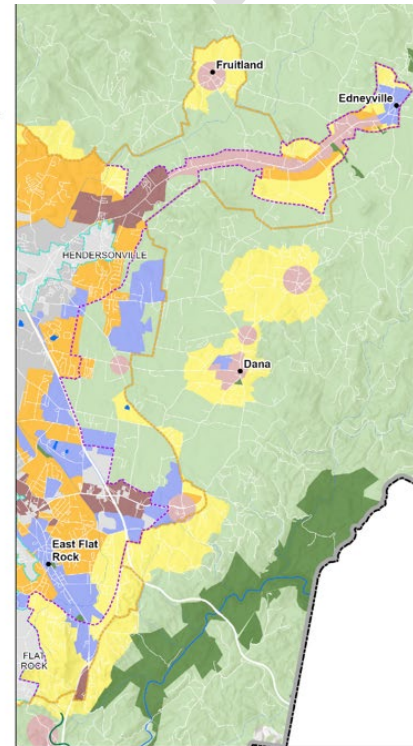 Fruitland
Edneyville
HENDERSONVILLE
Dana
East Flat
Rock
FLAT
ROCK